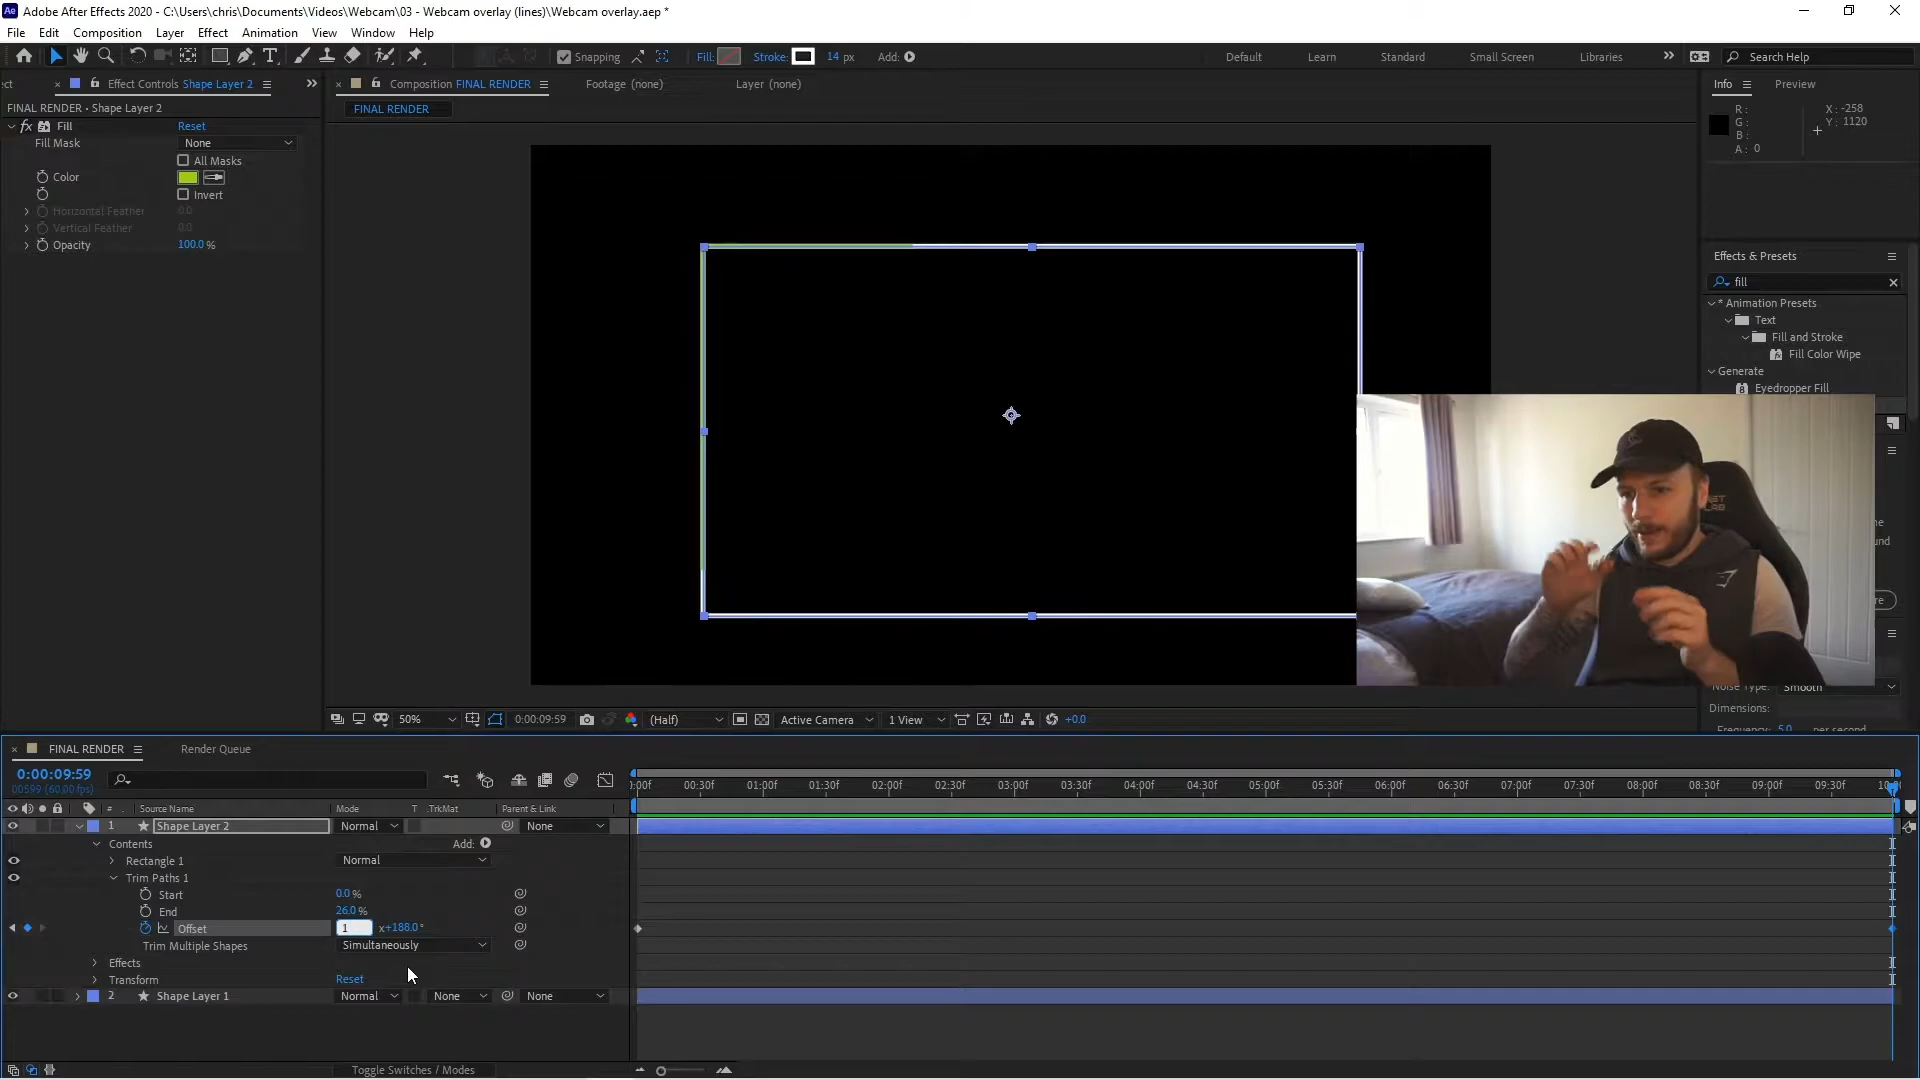 Adobe After Effects 2020 - C:\Users\chris\Documents\Videos\Webcam\03 - Webcam overlay (lines)\Webcam overlay.aep *
File Edit Composition Layer Effect Animation View Window Help
Snapping Fill: Stroke: 14 px Add: Default Learn Standard Small Screen Libraries Search Help
Effect Controls Shape Layer 2
FINAL RENDER • Shape Layer 2
fx Fill Reset
Fill Mask None
All Masks
Color
Invert
Horizontal Feather 0.0
Vertical Feather 0.0
Opacity 100.0 %
Composition FINAL RENDER
Footage (none)
Layer (none)
FINAL RENDER
50% 0:00:09:59 (Half) Active Camera 1 View +0.0
Info Preview
R: X: -258
G: Y: 1120
B:
A: 0
Effects & Presets
fill
* Animation Presets
Text
Fill and Stroke
Fill Color Wipe
Generate
Eyedropper Fill
Noise Type: Smooth
Dimensions:
Frequency: 5.0 per second
FINAL RENDER Render Queue
0:00:09:59
00599 (60.00 fps)
:00f 00:30f 01:00f 01:30f 02:00f 02:30f 03:00f 03:30f 04:00f 04:30f 05:00f 05:30f 06:00f 06:30f 07:00f 07:30f 08:00f 08:30f 09:00f 09:30f
# Source Name Mode T .TrkMat Parent & Link
1 Shape Layer 2 Normal None
Contents Add:
Rectangle 1 Normal
Trim Paths 1
Start 0.0 %
End 26.0 %
Offset 1 x+188.0 °
Trim Multiple Shapes Simultaneously
Effects
Transform Reset
2 Shape Layer 1 Normal None None
Toggle Switches / Modes